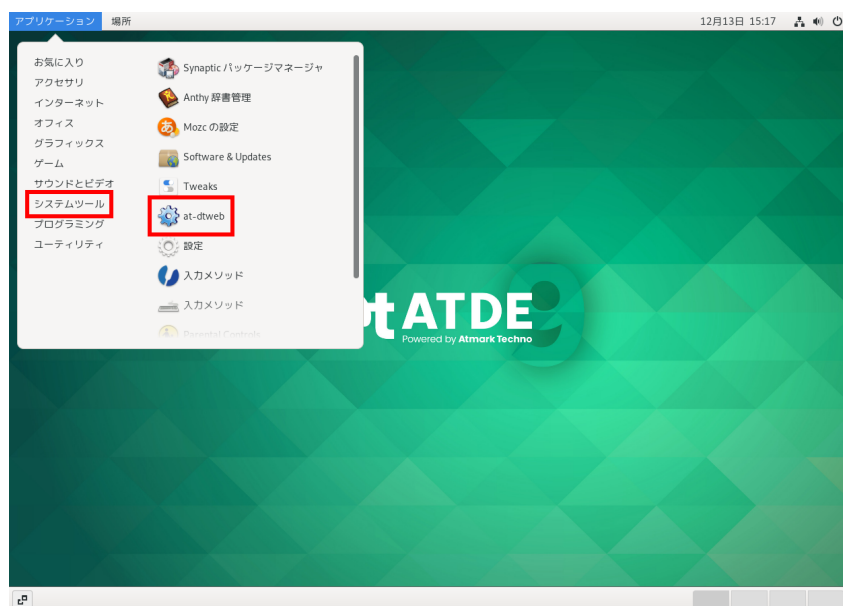 アプリケーション 場所 12月13日 15:17
お気に入り
アクセサリ
インターネット
オフィス
グラフィックス
ゲーム
サウンドとビデオ
システムツール
プログラミング
ユーティリティ
Synaptic パッケージマネージャ
Anthy 辞書管理
Mozc の設定
Software & Updates
Tweaks
at-dtweb
設定
入力メソッド
入力メソッド
Parental Controls
ATDE
9
Powered by Atmark Techno